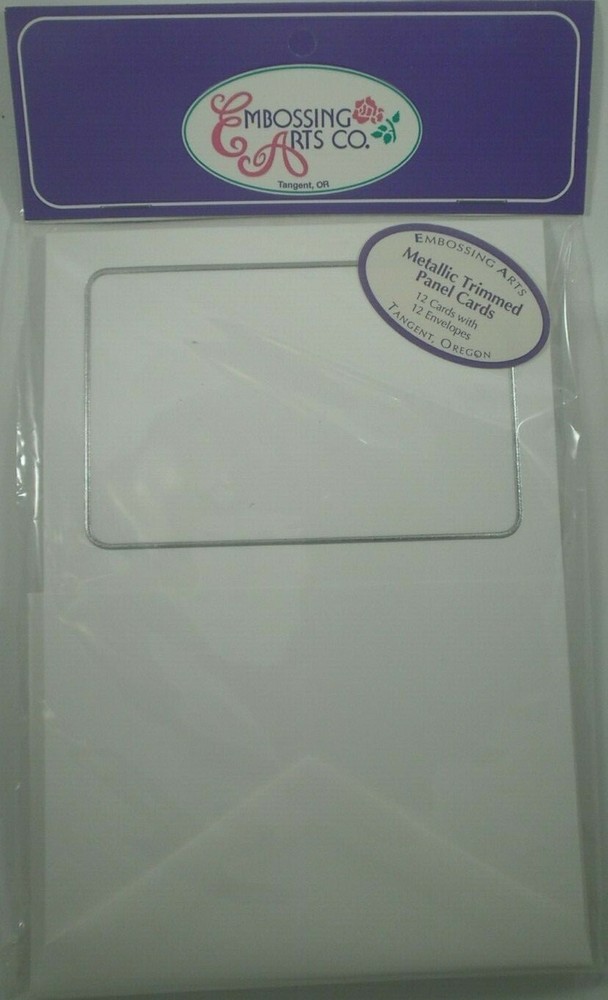 EMBOSSING
ARTS CO.
Tangent, OR
EMBOSSING ARTS
Metallic Trimmed
Panel Cards
12 Cards with
12 Envelopes
TANGENT, OREGON